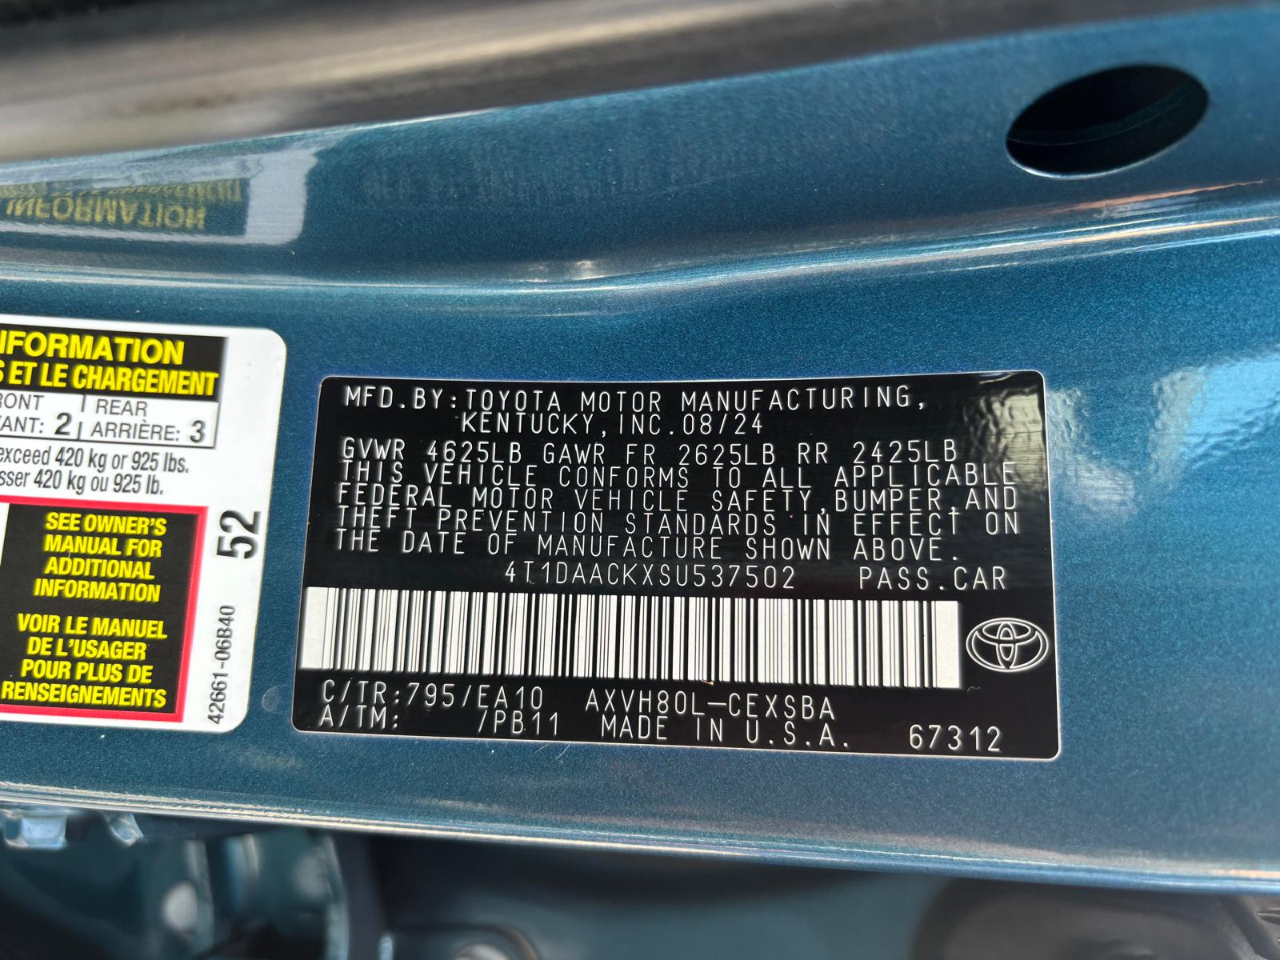 INFORMATION
NFORMATION
S ET LE CHARGEMENT
RONT 2 REAR 3
ANT: ARRIÈRE:
exceed 420 kg or 925 lbs.
sser 420 kg ou 925 lb.
SEE OWNER'S
MANUAL FOR
ADDITIONAL
INFORMATION
VOIR LE MANUEL
DE L'USAGER
POUR PLUS DE
RENSEIGNEMENTS
52
42661-06B40
MFD.BY:TOYOTA MOTOR MANUFACTURING,
KENTUCKY,INC.08/24
GVWR 4625LB GAWR FR 2625LB RR 2425LB
THIS VEHICLE CONFORMS TO ALL APPLICABLE
FEDERAL MOTOR VEHICLE SAFETY,BUMPER,AND
THEFT PREVENTION STANDARDS IN EFFECT ON
THE DATE OF MANUFACTURE SHOWN ABOVE.
4T1DAACKXSU537502 PASS.CAR
C/TR:795/EA10 AXVH80L-CEXSBA
A/TM: /PB11 MADE IN U.S.A. 67312